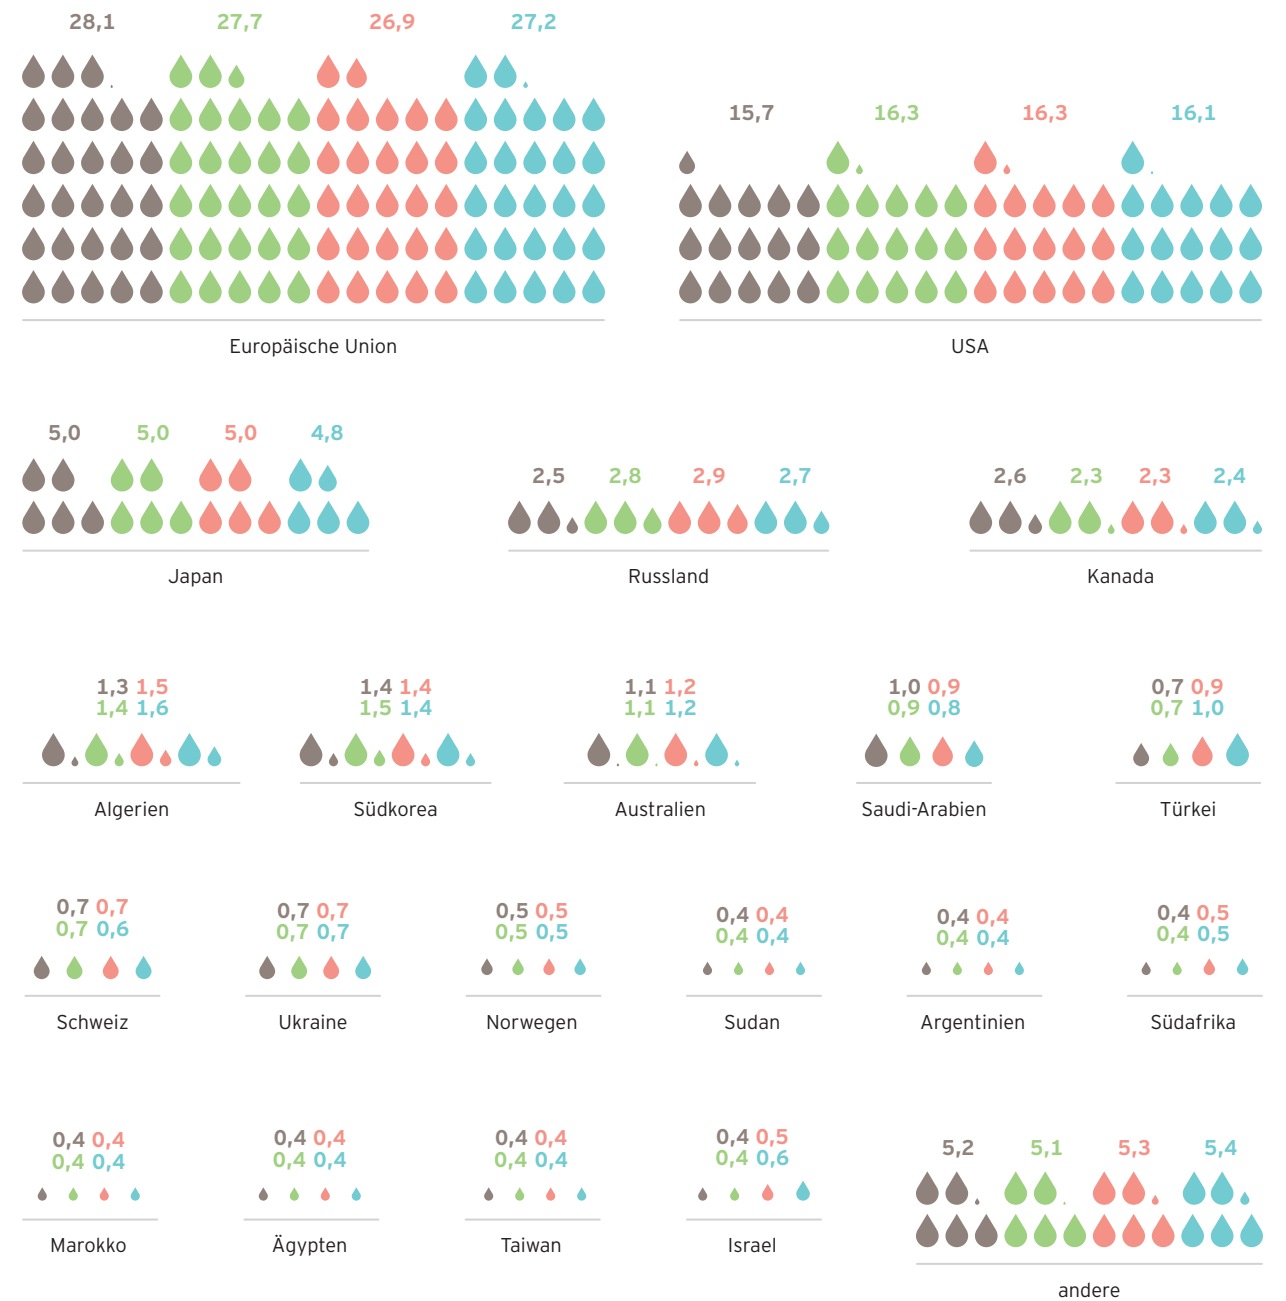 28,1 27,7 26,9 27,2
15,7 16,3 16,3 16,1
Europäische Union
USA
5,0 5,0 5,0 4,8
2,5 2,8 2,9 2,7
2,6 2,3 2,3 2,4
Japan
Russland
Kanada
1,3 1,5
1,4 1,6
1,4 1,4
1,5 1,4
1,1 1,2
1,1 1,2
1,0 0,9
0,9 0,8
0,7 0,9
0,7 1,0
Algerien
Südkorea
Australien
Saudi-Arabien
Türkei
0,7 0,7
0,7 0,6
0,7 0,7
0,7 0,7
0,5 0,5
0,5 0,5
0,4 0,4
0,4 0,4
0,4 0,4
0,4 0,4
0,4 0,5
0,4 0,5
Schweiz
Ukraine
Norwegen
Sudan
Argentinien
Südafrika
0,4 0,4
0,4 0,4
0,4 0,4
0,4 0,4
0,4 0,4
0,4 0,4
0,4 0,5
0,4 0,6
5,2 5,1 5,3 5,4
Marokko
Ägypten
Taiwan
Israel
andere